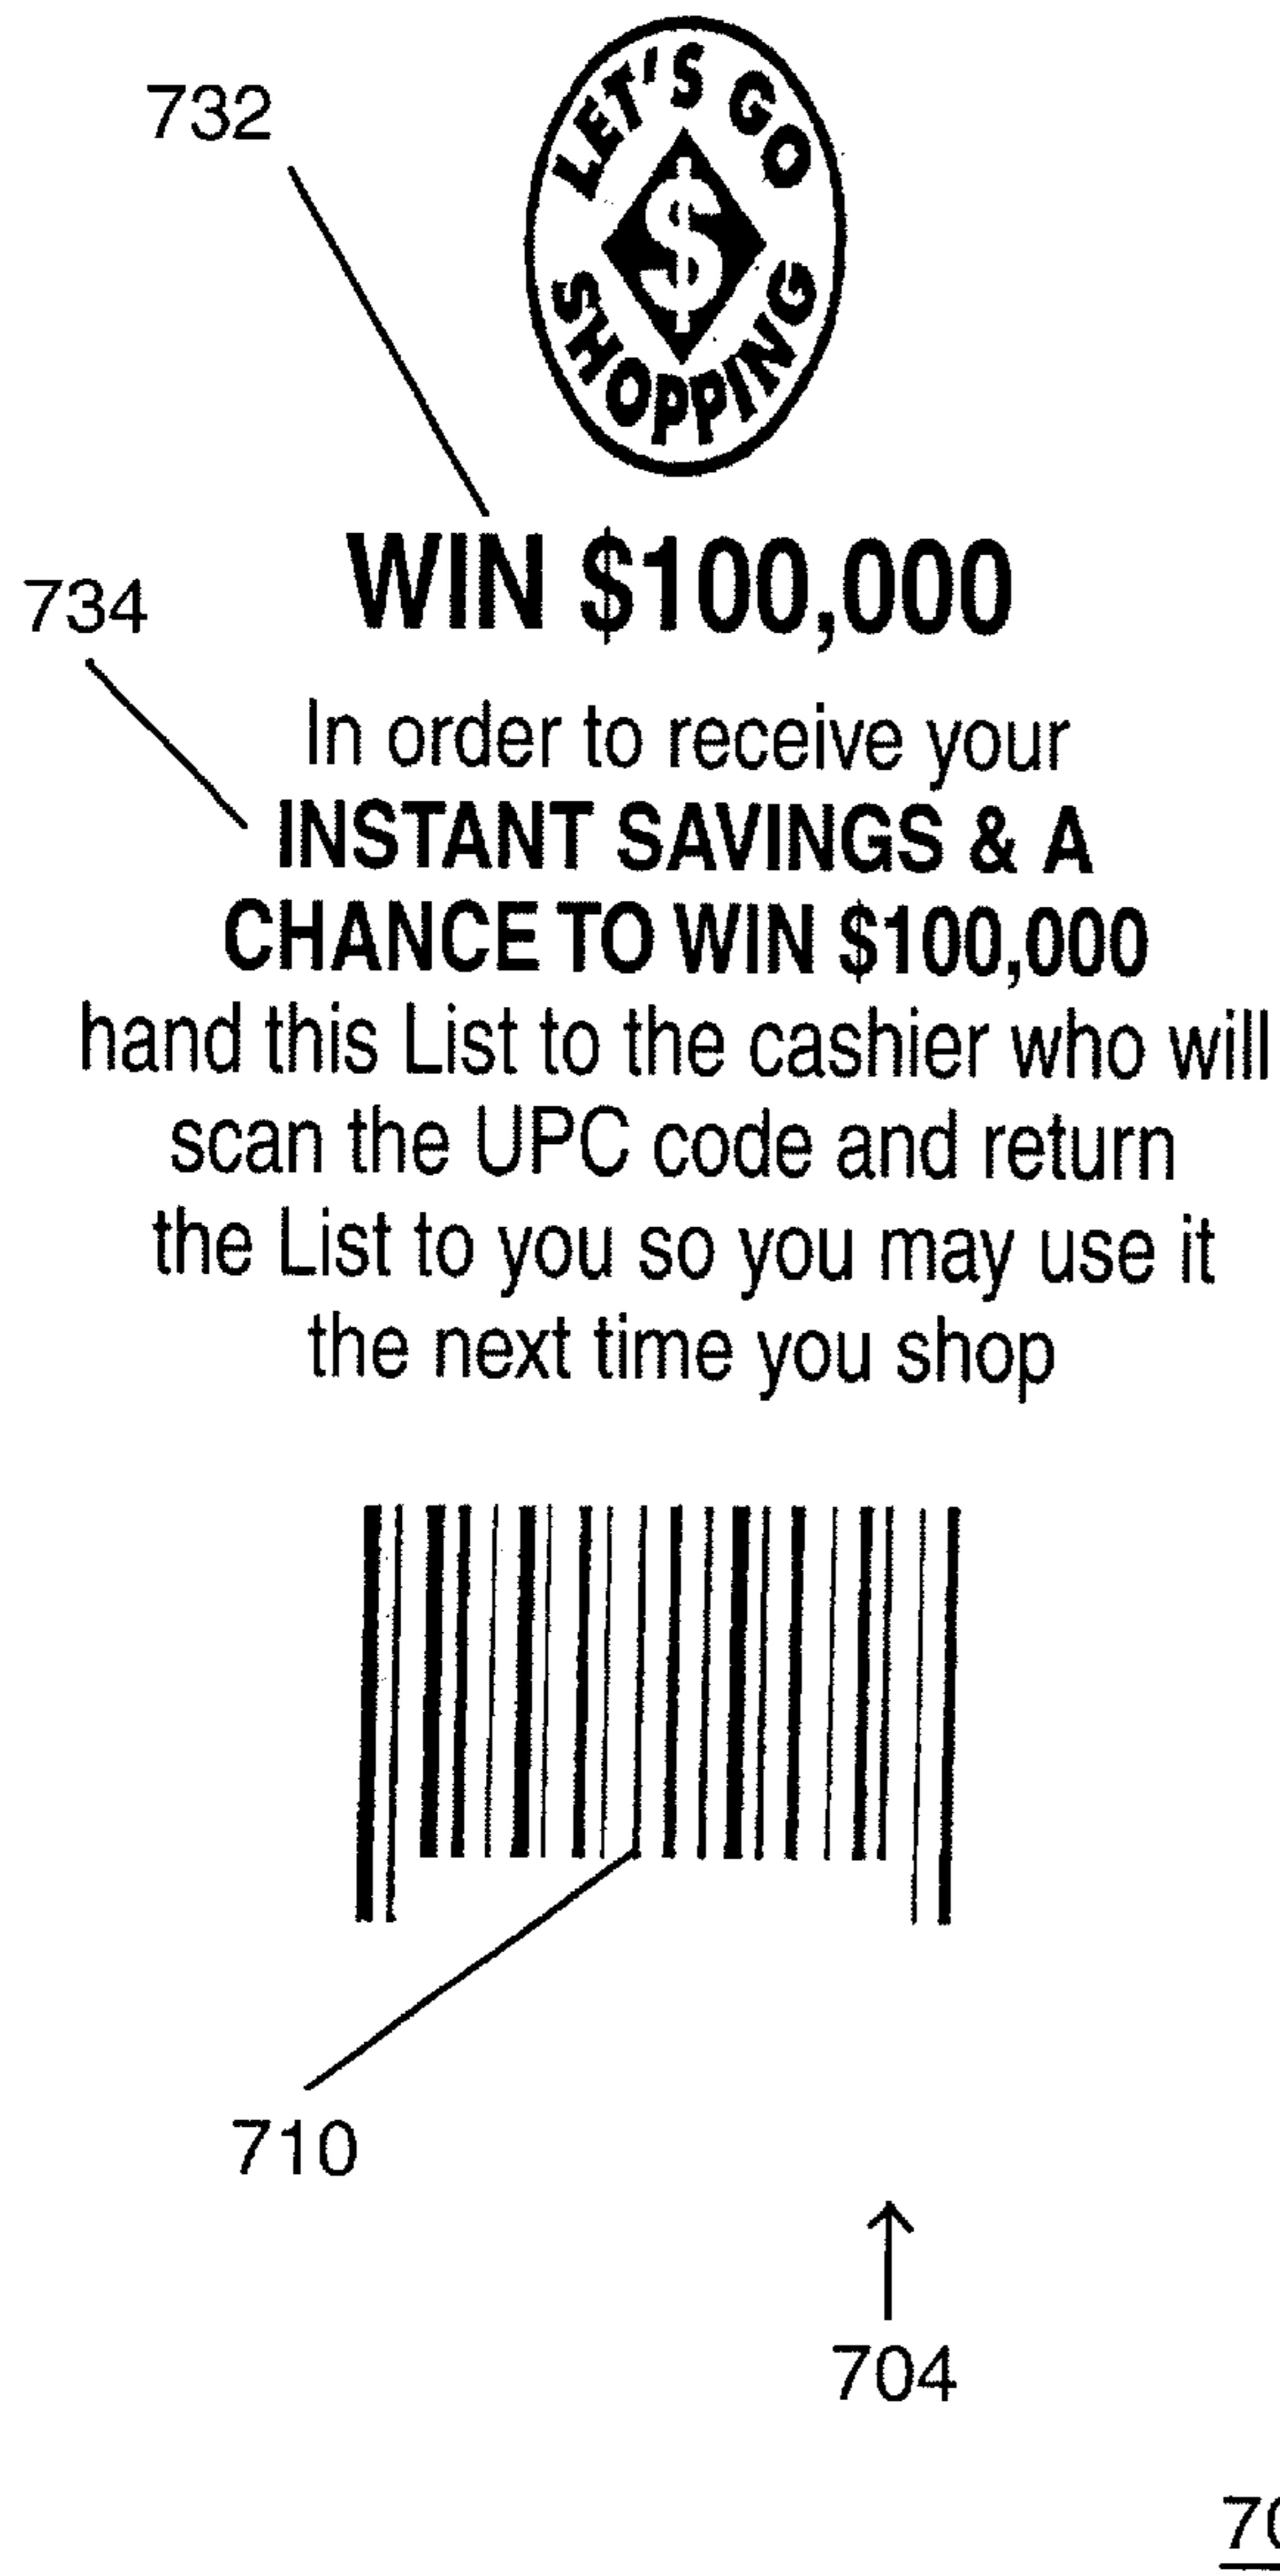 732
LET'S GO
$
SHOPPING
WIN $100,000
734
In order to receive your
INSTANT SAVINGS & A
CHANCE TO WIN $100,000
hand this List to the cashier who will
scan the UPC code and return
the List to you so you may use it
the next time you shop
710
704